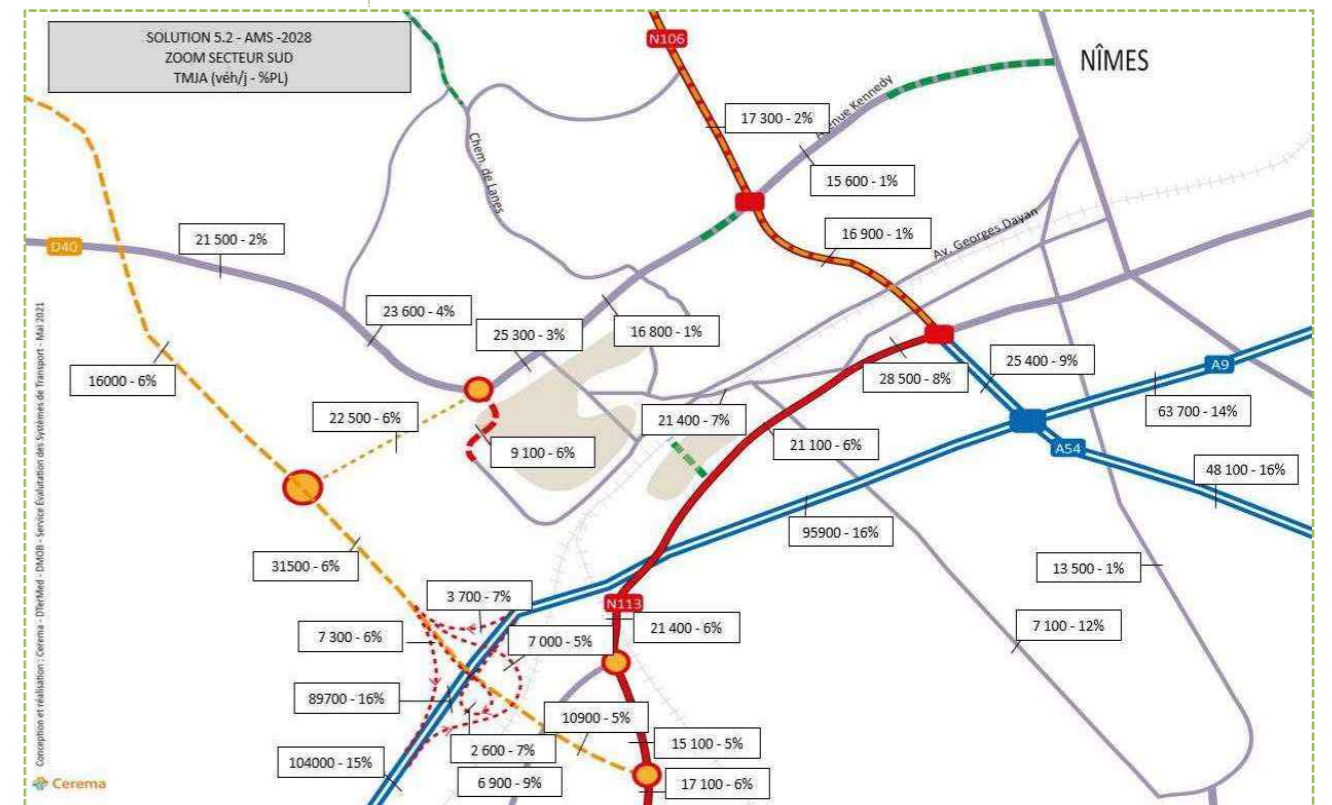 SOLUTION 5.2 - AMS -2028
ZOOM SECTEUR SUD
TMJA (véh/j - %PL)
N106
NÎMES
17 300 - 2%
Avenue Kennedy
15 600 - 1%
Chem. de Lanes
D40
21 500 - 2%
16 900 - 1%
Av. Georges Dayan
23 600 - 4%
25 300 - 3%
16 800 - 1%
16000 - 6%
28 500 - 8%
25 400 - 9%
A9
63 700 - 14%
22 500 - 6%
9 100 - 6%
21 400 - 7%
21 100 - 6%
A54
48 100 - 16%
95900 - 16%
31500 - 6%
13 500 - 1%
3 700 - 7%
N113
7 300 - 6%
7 000 - 5%
21 400 - 6%
7 100 - 12%
89700 - 16%
10900 - 5%
2 600 - 7%
15 100 - 5%
104000 - 15%
6 900 - 9%
17 100 - 6%
Conception et réalisation : Cerema - DTerMed - DMOB - Service Évalutation des Systèmes de Transport - Mai 2021
Cerema